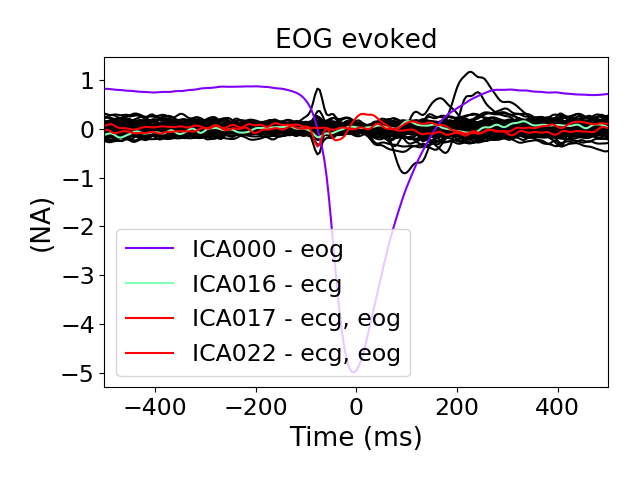 EOG evoked
1
0
−1
−2
−3
−4
−5
(NA)
ICA000 - eog
ICA016 - ecg
ICA017 - ecg, eog
ICA022 - ecg, eog
−400 −200 0 200 400
Time (ms)